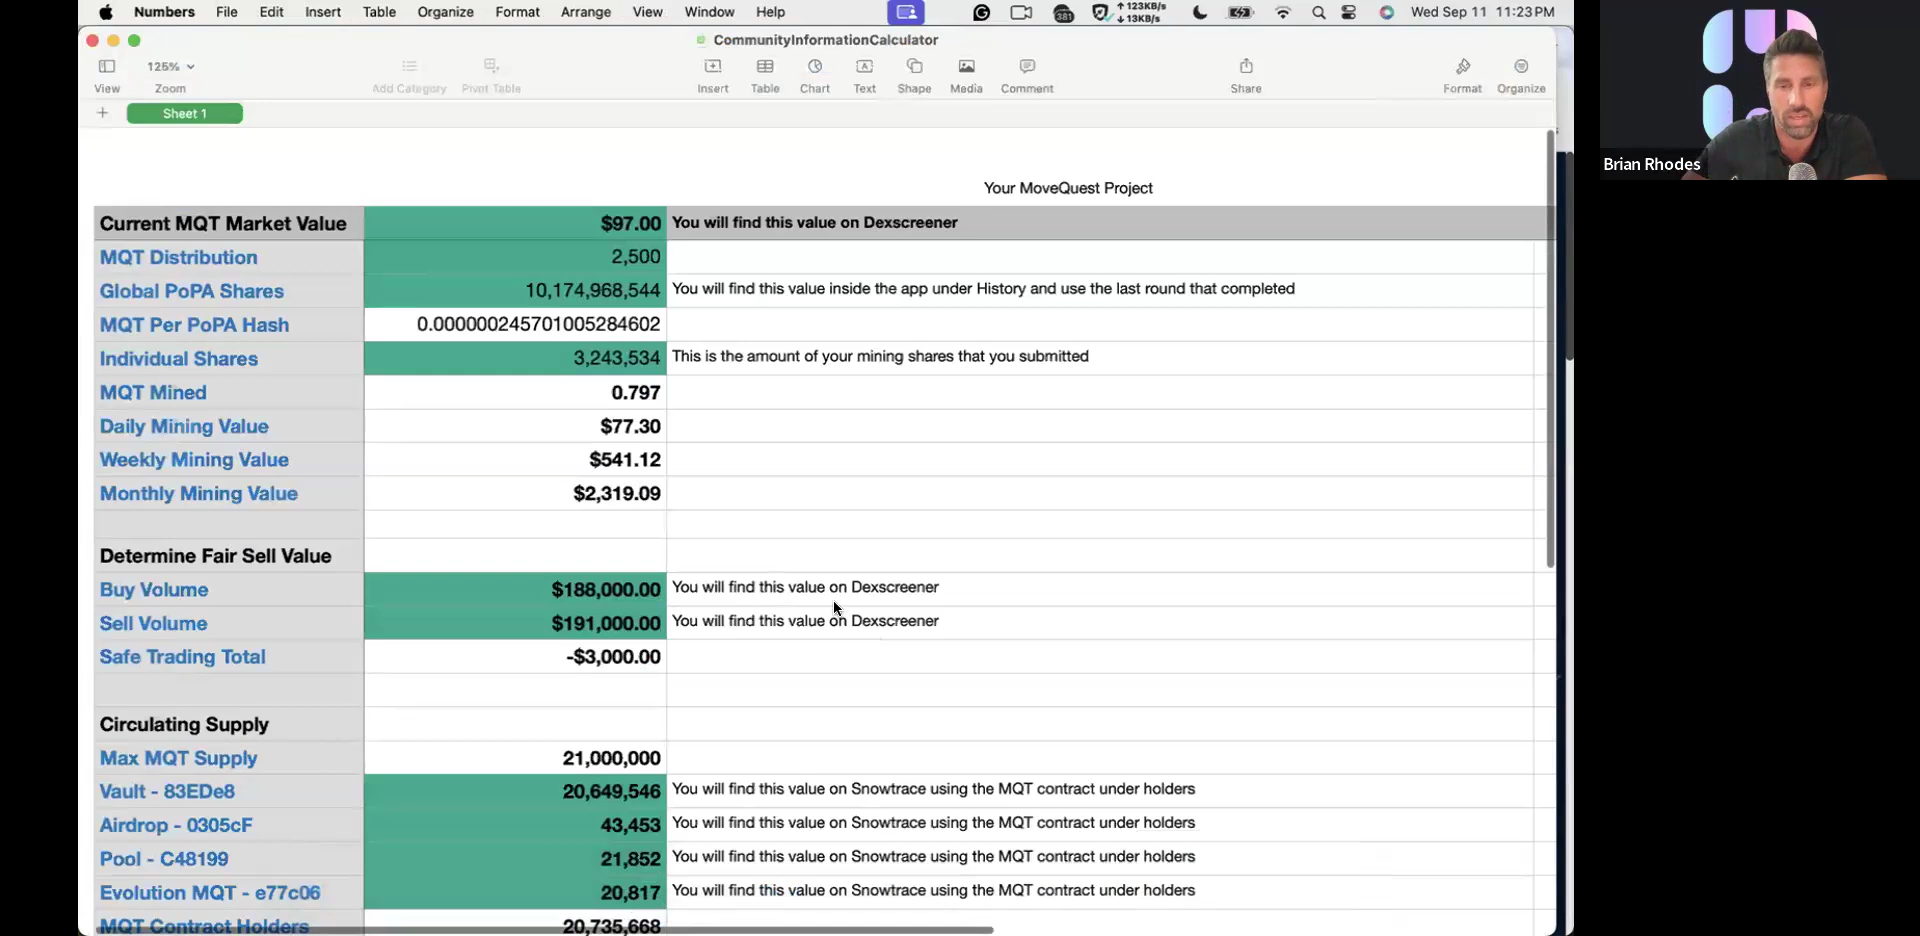 Numbers File Edit Insert Table Organize Format Arrange View Window Help 381 ↑ 123KB/s ↓ 13KB/s Wed Sep 11 11:23 PM
CommunityInformationCalculator
125%
View Zoom Add Category Pivot Table Insert Table Chart Text Shape Media Comment Share Format Organize
+ Sheet 1
Brian Rhodes
Your MoveQuest Project
Current MQT Market Value $97.00 You will find this value on Dexscreener
MQT Distribution 2,500
Global PoPA Shares 10,174,968,544 You will find this value inside the app under History and use the last round that completed
MQT Per PoPA Hash 0.000000245701005284602
Individual Shares 3,243,534 This is the amount of your mining shares that you submitted
MQT Mined 0.797
Daily Mining Value $77.30
Weekly Mining Value $541.12
Monthly Mining Value $2,319.09
Determine Fair Sell Value
Buy Volume $188,000.00 You will find this value on Dexscreener
Sell Volume $191,000.00 You will find this value on Dexscreener
Safe Trading Total -$3,000.00
Circulating Supply
Max MQT Supply 21,000,000
Vault - 83EDe8 20,649,546 You will find this value on Snowtrace using the MQT contract under holders
Airdrop - 0305cF 43,453 You will find this value on Snowtrace using the MQT contract under holders
Pool - C48199 21,852 You will find this value on Snowtrace using the MQT contract under holders
Evolution MQT - e77c06 20,817 You will find this value on Snowtrace using the MQT contract under holders
MQT Contract Holders 20,735,668